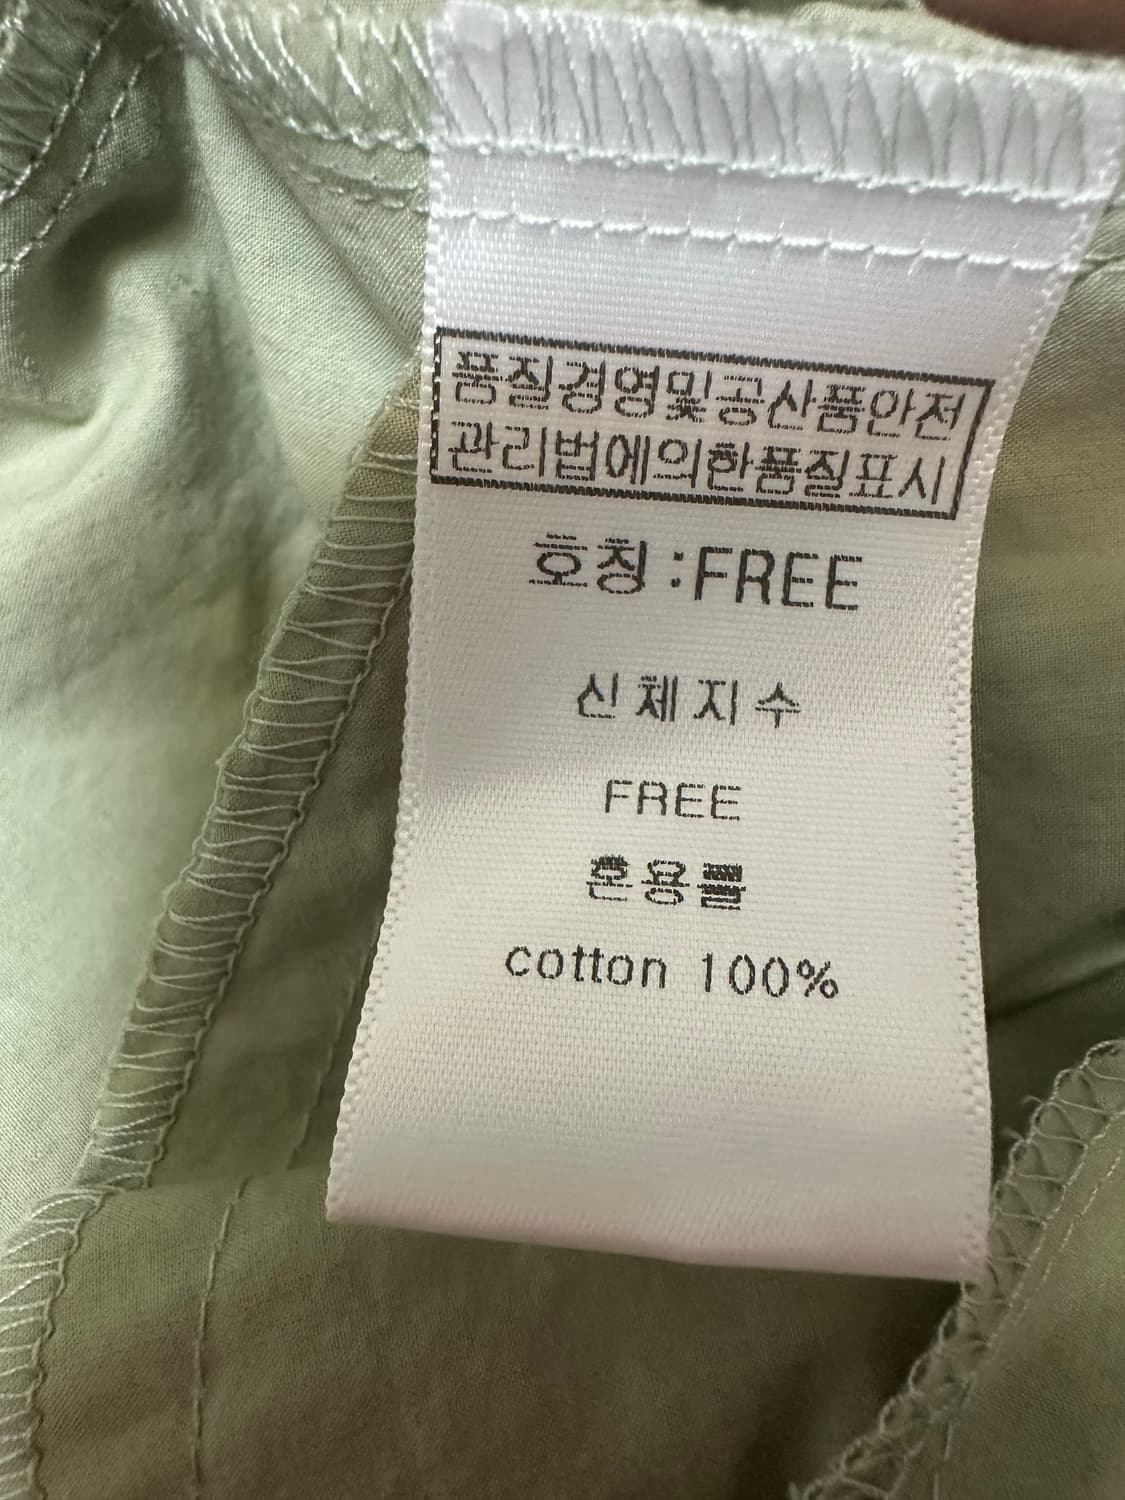 품질경영및공산품안전
관리법에의한품질표시
호칭:FREE
신체지수
FREE
혼용률
cotton 100%